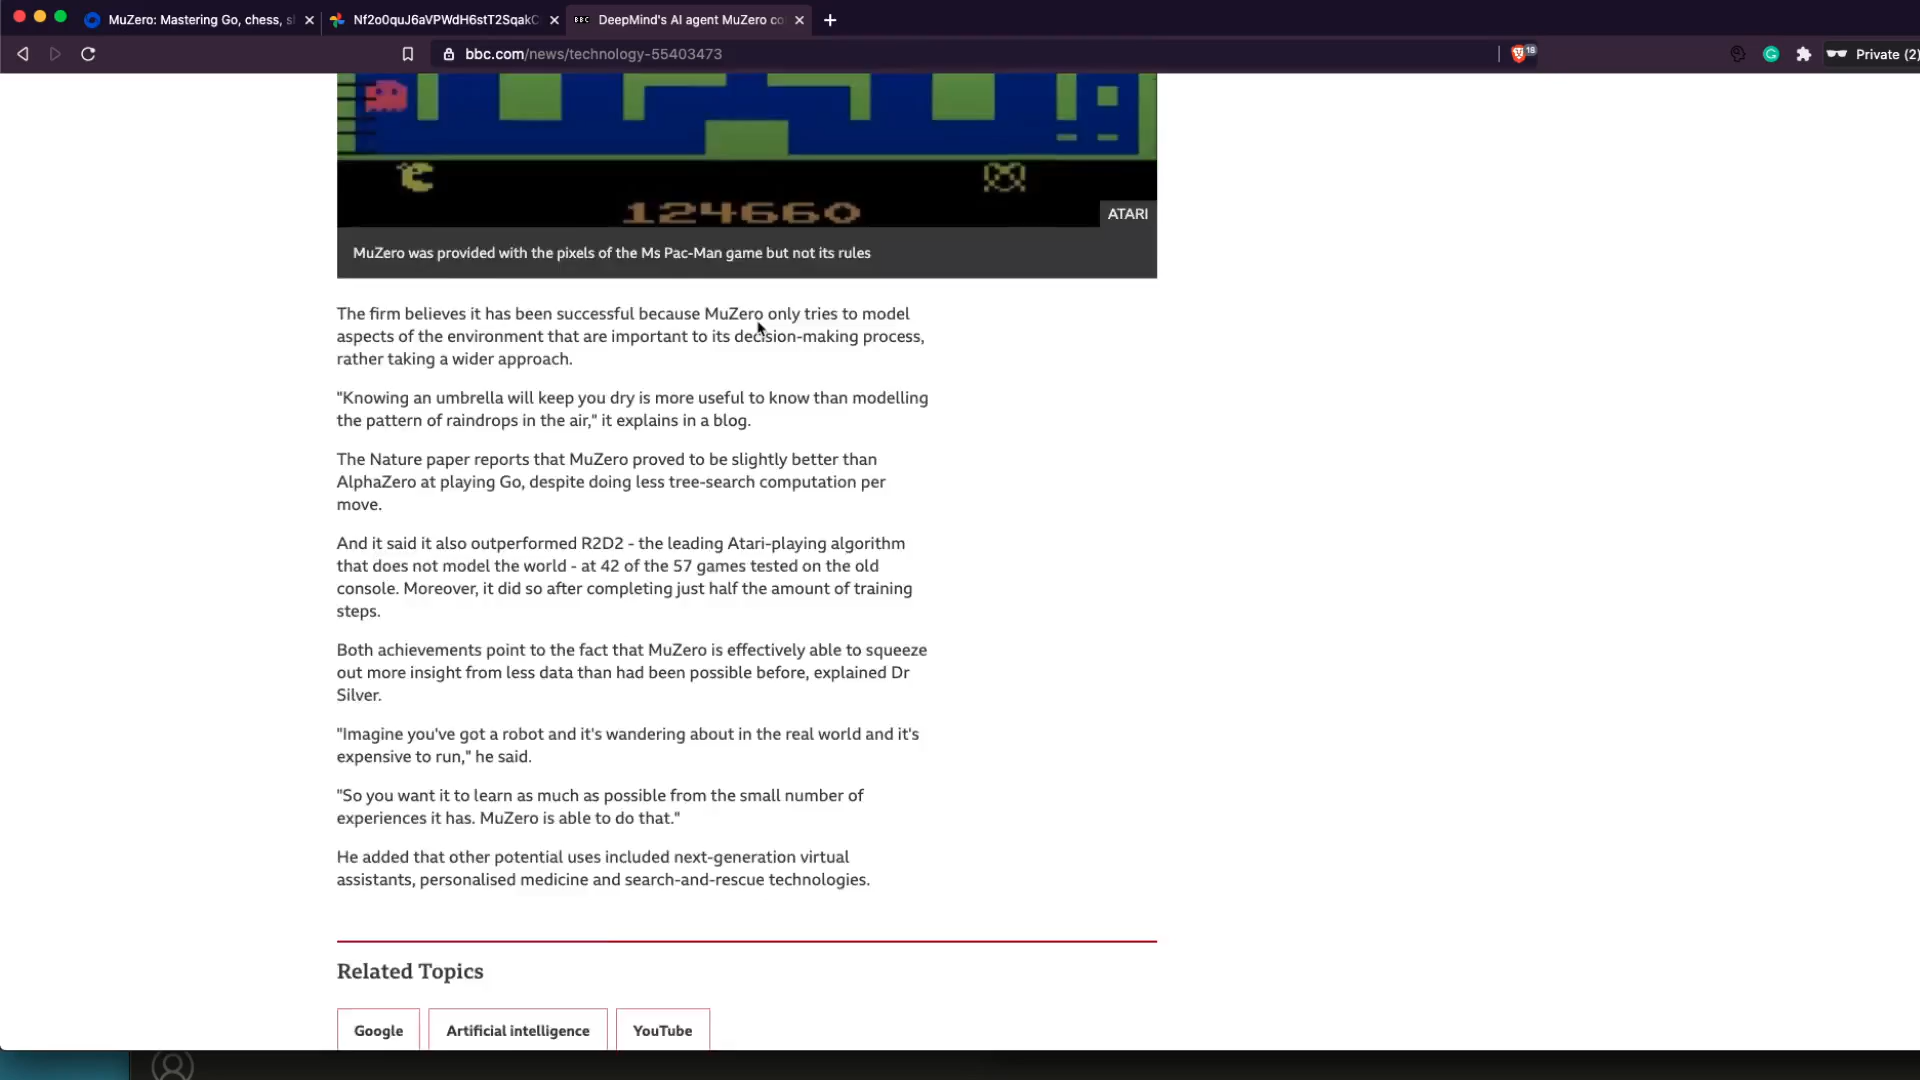 MuZero: Mastering Go, chess, s
Nf2o0quJ6aVPWdH6stT2SqakC
BBC DeepMind's AI agent MuZero co
bbc.com/news/technology-55403473
18
Private (2)
124660
ATARI
MuZero was provided with the pixels of the Ms Pac-Man game but not its rules
The firm believes it has been successful because MuZero only tries to model
aspects of the environment that are important to its decision-making process,
rather taking a wider approach.
"Knowing an umbrella will keep you dry is more useful to know than modelling
the pattern of raindrops in the air," it explains in a blog.
The Nature paper reports that MuZero proved to be slightly better than
AlphaZero at playing Go, despite doing less tree-search computation per
move.
And it said it also outperformed R2D2 - the leading Atari-playing algorithm
that does not model the world - at 42 of the 57 games tested on the old
console. Moreover, it did so after completing just half the amount of training
steps.
Both achievements point to the fact that MuZero is effectively able to squeeze
out more insight from less data than had been possible before, explained Dr
Silver.
"Imagine you've got a robot and it's wandering about in the real world and it's
expensive to run," he said.
"So you want it to learn as much as possible from the small number of
experiences it has. MuZero is able to do that."
He added that other potential uses included next-generation virtual
assistants, personalised medicine and search-and-rescue technologies.
Related Topics
Google
Artificial intelligence
YouTube